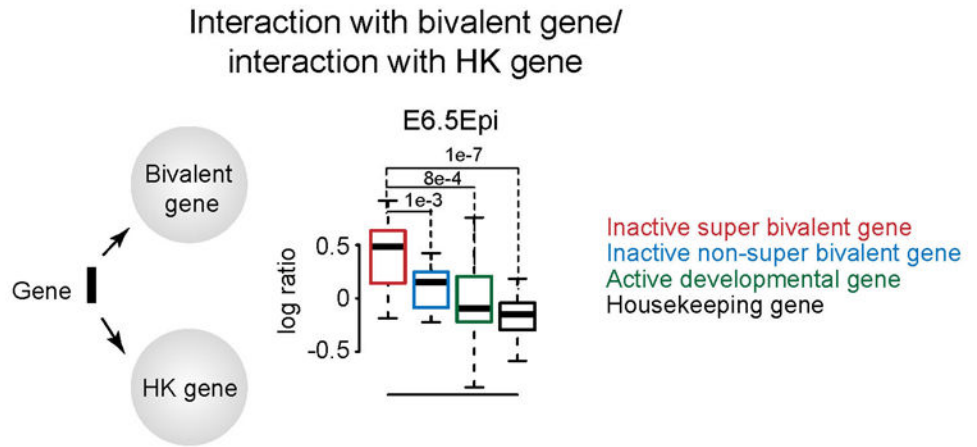 Interaction with bivalent gene/
interaction with HK gene
E6.5Epi
1e-7
8e-4
1e-3
Bivalent
gene
Gene
HK gene
log ratio
0.5
0
-0.5
Inactive super bivalent gene
Inactive non-super bivalent gene
Active developmental gene
Housekeeping gene